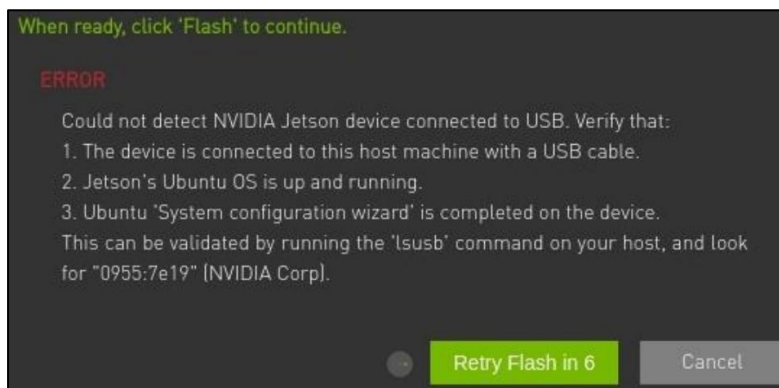 When ready, click 'Flash' to continue.
ERROR
Could not detect NVIDIA Jetson device connected to USB. Verify that:
1. The device is connected to this host machine with a USB cable.
2. Jetson's Ubuntu OS is up and running.
3. Ubuntu 'System configuration wizard' is completed on the device.
This can be validated by running the 'lsusb' command on your host, and look
for "0955:7e19" (NVIDIA Corp).
Retry Flash in 6
Cancel